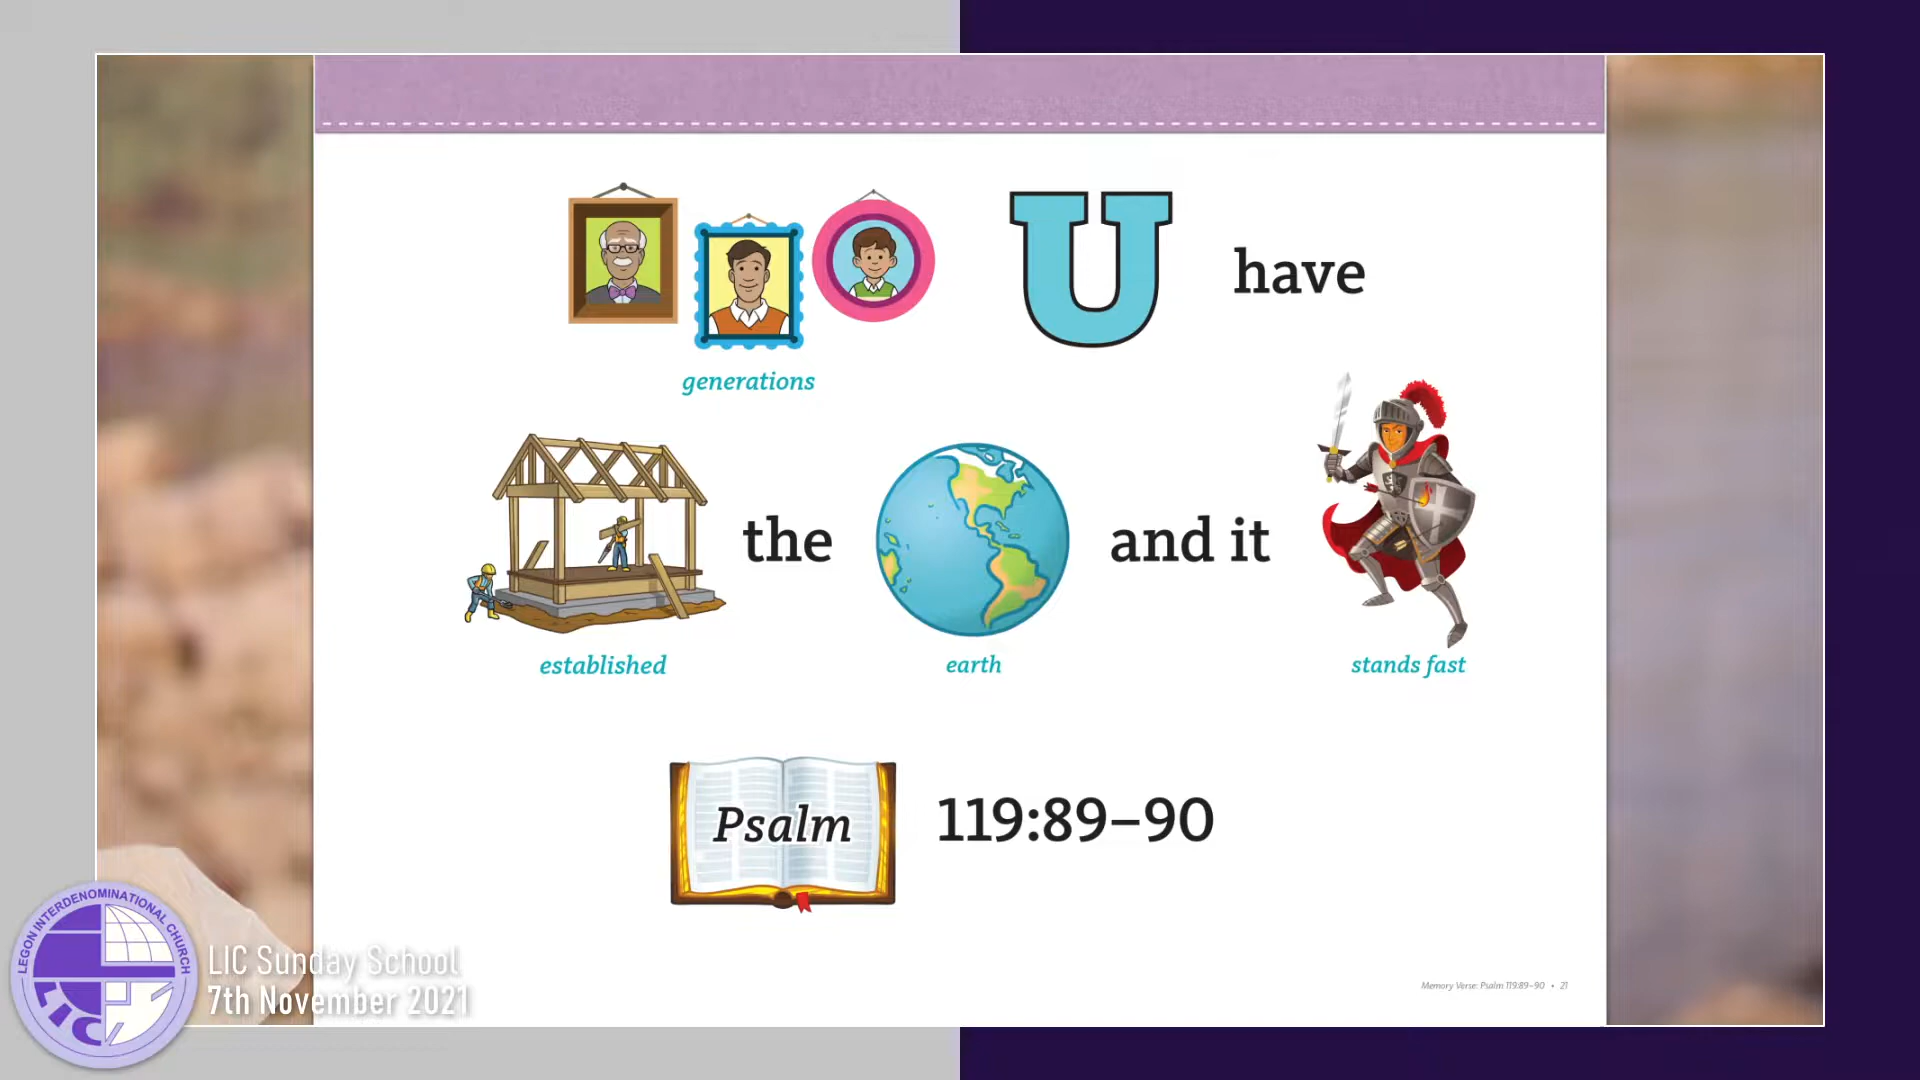 U have
generations
the and it
established earth stands fast
Psalm 119:89–90
Memory Verse: Psalm 119:89–90 • 21
LEGON INTERDENOMINATIONAL CHURCH
LIC
LIC Sunday School
7th November 2021